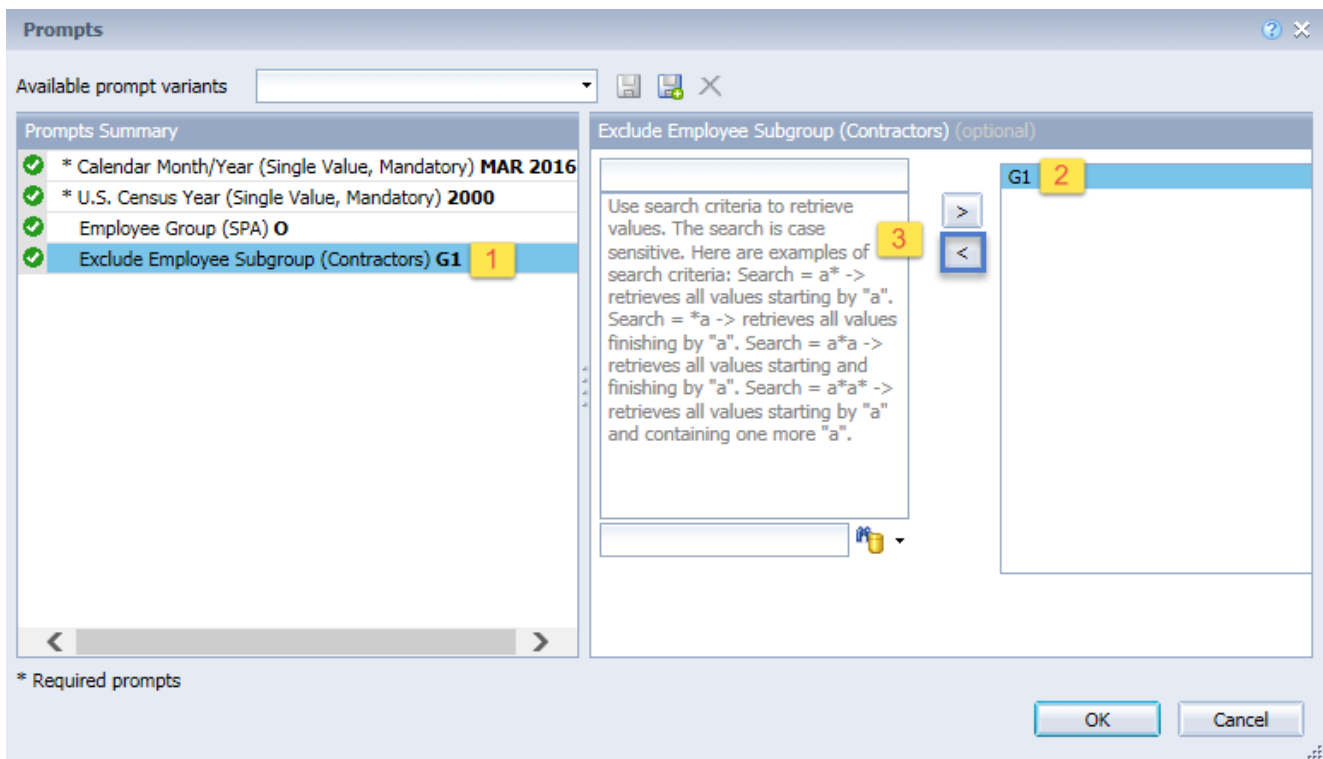 Prompts
Available prompt variants
Prompts Summary
* Calendar Month/Year (Single Value, Mandatory) MAR 2016
* U.S. Census Year (Single Value, Mandatory) 2000
Employee Group (SPA) O
Exclude Employee Subgroup (Contractors) G1 1
Exclude Employee Subgroup (Contractors) (optional)
Use search criteria to retrieve
values. The search is case
sensitive. Here are examples of
search criteria: Search = a* ->
retrieves all values starting by "a".
Search = *a -> retrieves all values
finishing by "a". Search = a*a ->
retrieves all values starting and
finishing by "a". Search = a*a* ->
retrieves all values starting by "a"
and containing one more "a".
3
>
<
G1 2
* Required prompts
OK
Cancel